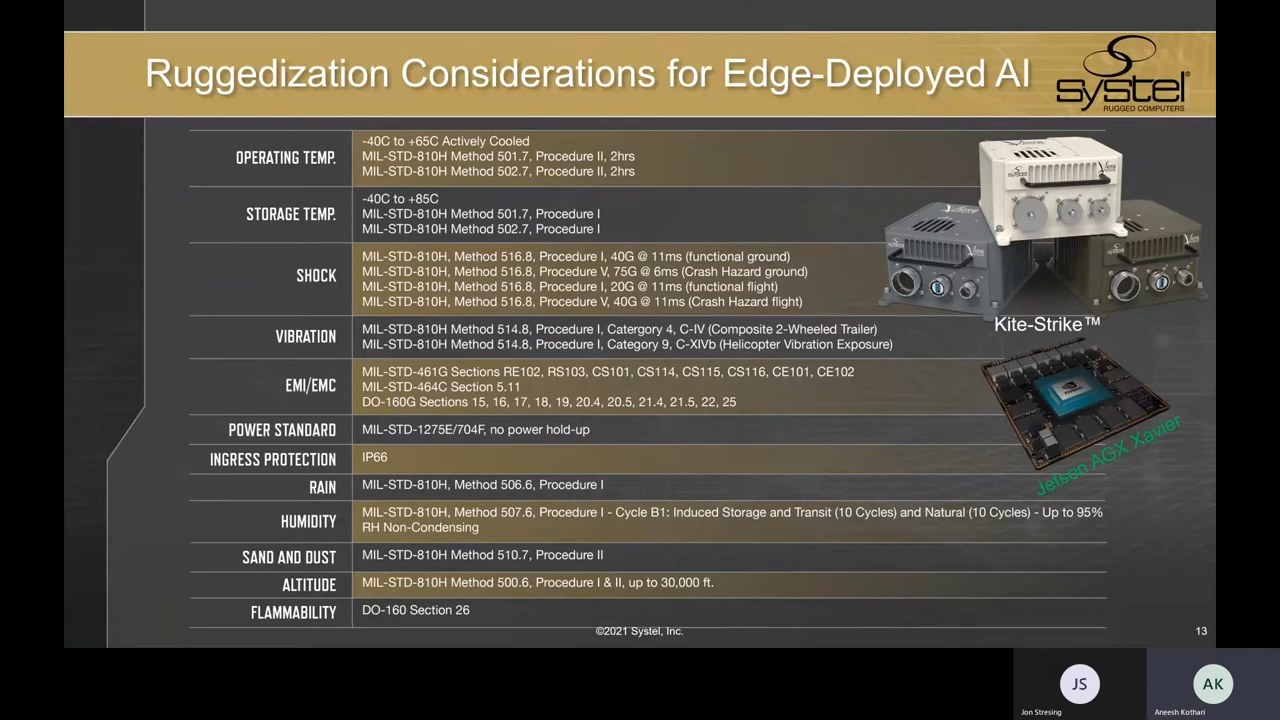 Ruggedization Considerations for Edge-Deployed AI
systel®
RUGGED COMPUTERS
OPERATING TEMP.
-40C to +65C Actively Cooled
MIL-STD-810H Method 501.7, Procedure II, 2hrs
MIL-STD-810H Method 502.7, Procedure II, 2hrs
STORAGE TEMP.
-40C to +85C
MIL-STD-810H Method 501.7, Procedure I
MIL-STD-810H Method 502.7, Procedure I
SHOCK
MIL-STD-810H, Method 516.8, Procedure I, 40G @ 11ms (functional ground)
MIL-STD-810H, Method 516.8, Procedure V, 75G @ 6ms (Crash Hazard ground)
MIL-STD-810H, Method 516.8, Procedure I, 20G @ 11ms (functional flight)
MIL-STD-810H, Method 516.8, Procedure V, 40G @ 11ms (Crash Hazard flight)
VIBRATION
MIL-STD-810H Method 514.8, Procedure I, Catergory 4, C-IV (Composite 2-Wheeled Trailer)
MIL-STD-810H Method 514.8, Procedure I, Category 9, C-XIVb (Helicopter Vibration Exposure)
EMI/EMC
MIL-STD-461G Sections RE102, RS103, CS101, CS114, CS115, CS116, CE101, CE102
MIL-STD-464C Section 5.11
DO-160G Sections 15, 16, 17, 18, 19, 20.4, 20.5, 21.4, 21.5, 22, 25
POWER STANDARD
MIL-STD-1275E/704F, no power hold-up
INGRESS PROTECTION
IP66
RAIN
MIL-STD-810H, Method 506.6, Procedure I
HUMIDITY
MIL-STD-810H, Method 507.6, Procedure I - Cycle B1: Induced Storage and Transit (10 Cycles) and Natural (10 Cycles) - Up to 95%
RH Non-Condensing
SAND AND DUST
MIL-STD-810H Method 510.7, Procedure II
ALTITUDE
MIL-STD-810H Method 500.6, Procedure I & II, up to 30,000 ft.
FLAMMABILITY
DO-160 Section 26
Kite-Strike™
Jetson AGX Xavier
©2021 Systel, Inc.
13
JS
Jon Stresing
AK
Aneesh Kothari